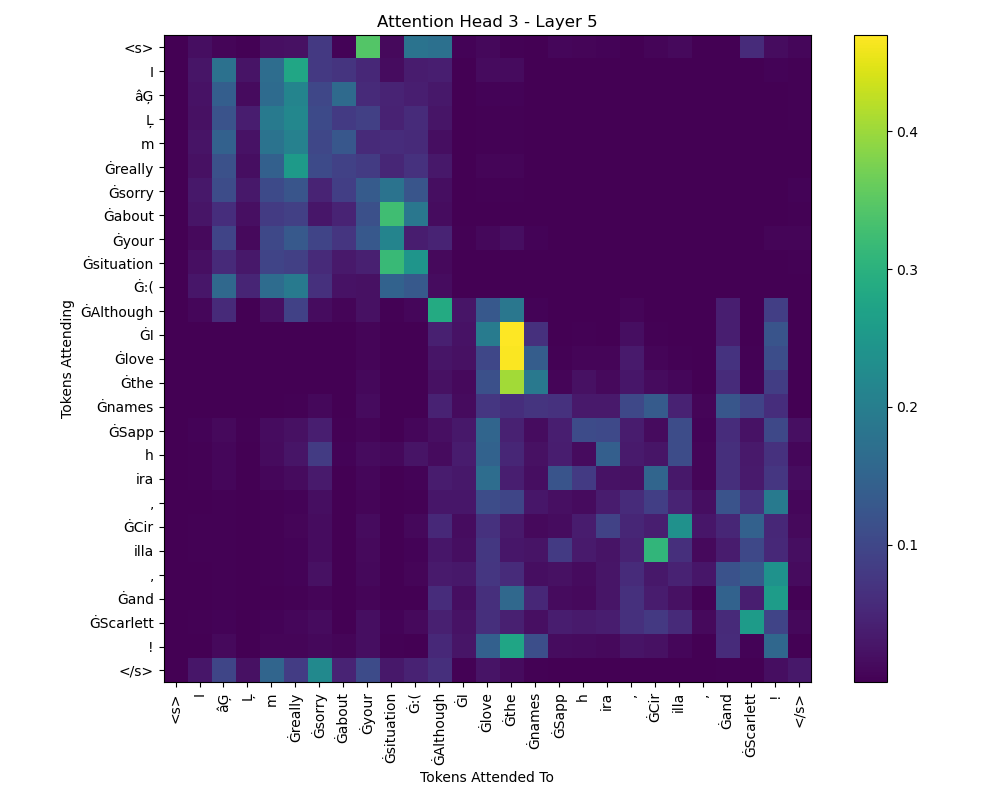 Attention Head 3 - Layer 5
<s>
I
âĢ
Ļ
m
Ġreally
Ġsorry
Ġabout
Ġyour
Ġsituation
Ġ:(
ĠAlthough
ĠI
Ġlove
Ġthe
Ġnames
ĠSapp
h
ira
,
ĠCir
illa
,
Ġand
ĠScarlett
!
</s>
Tokens Attending
<s>
I
âĢ
Ļ
m
Ġreally
Ġsorry
Ġabout
Ġyour
Ġsituation
Ġ:(
ĠAlthough
ĠI
Ġlove
Ġthe
Ġnames
ĠSapp
h
ira
,
ĠCir
illa
,
Ġand
ĠScarlett
!
</s>
Tokens Attended To
0.4
0.3
0.2
0.1